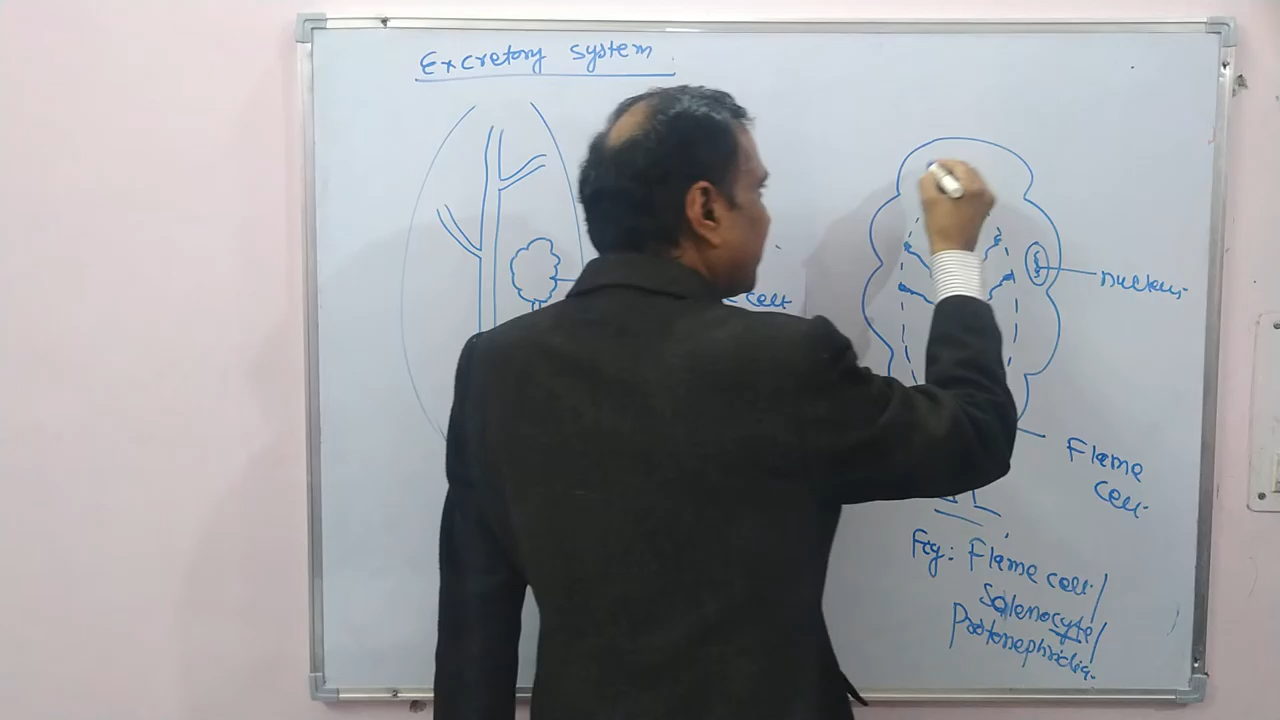 Excretory system
cell
nucleus
Flame
cell
Fig: Flame cell/
Solenocyte/
Protonephridia.